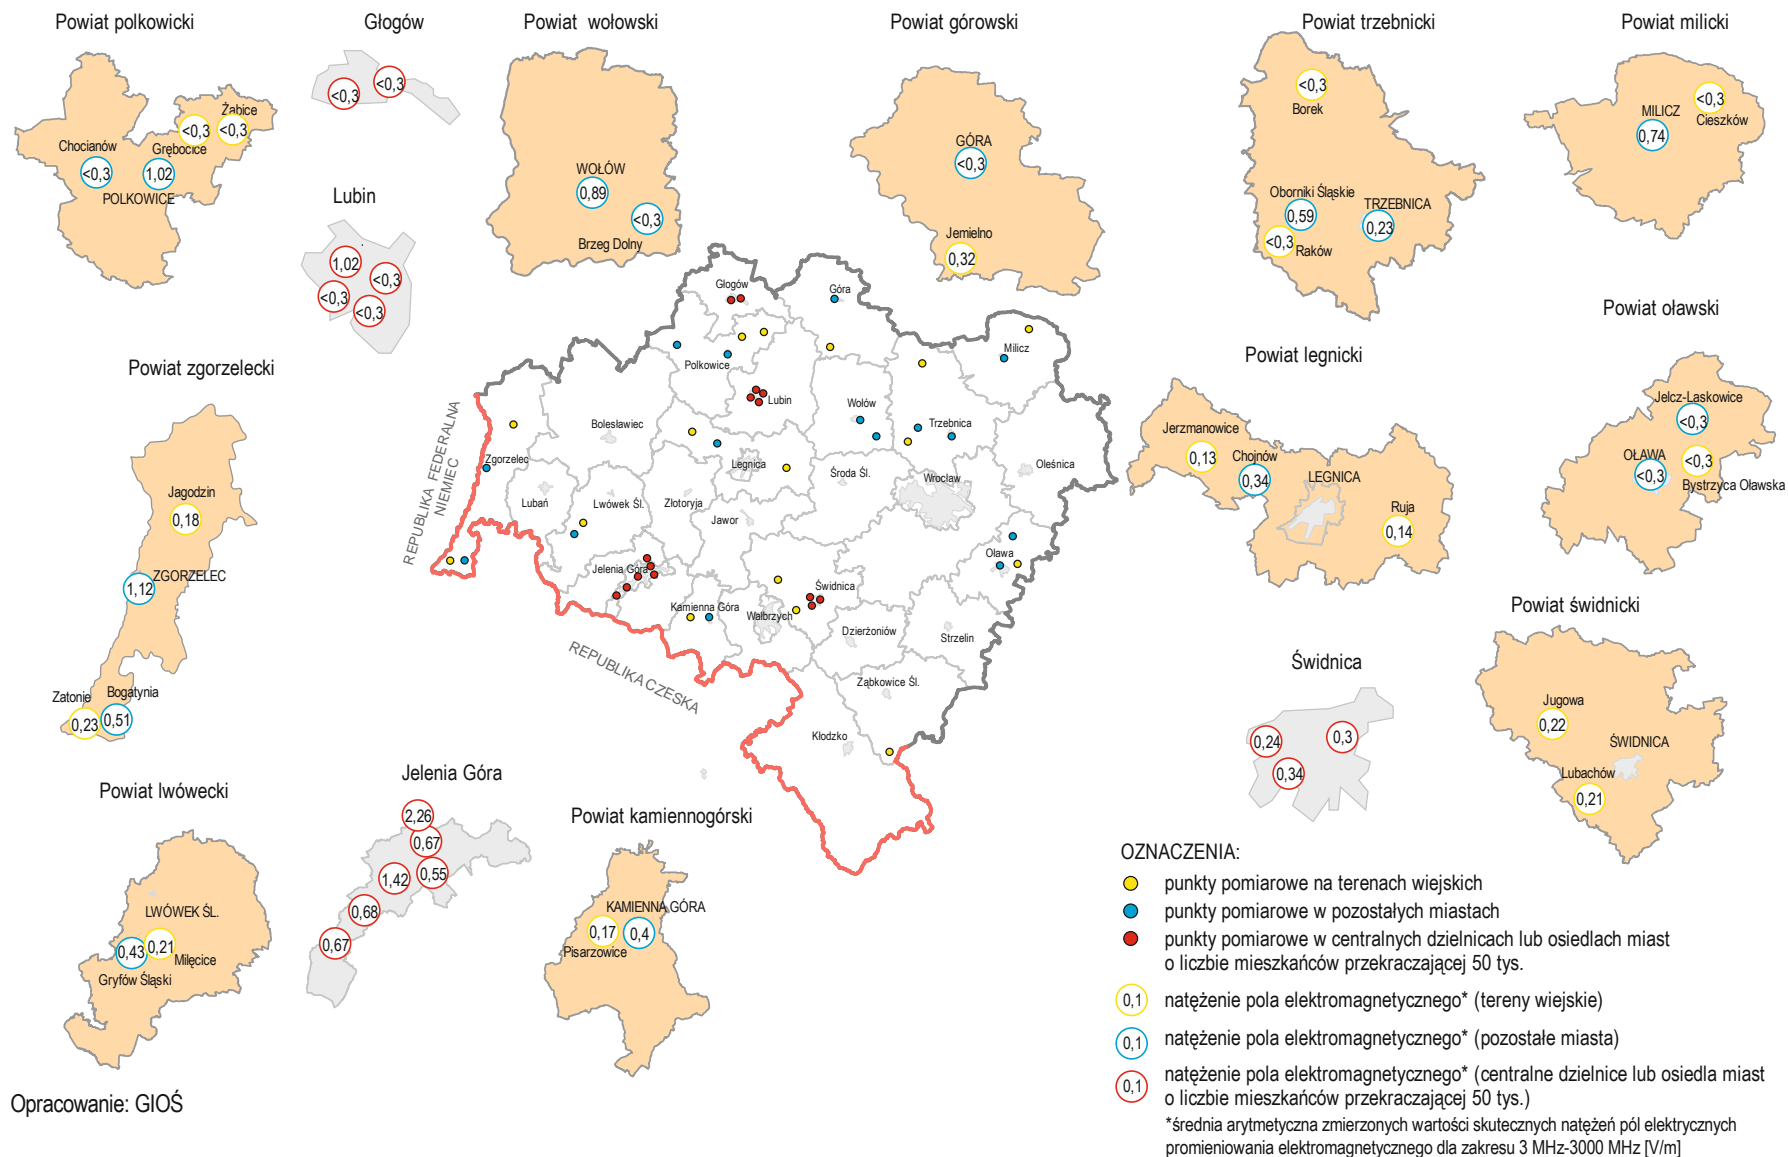 Powiat polkowicki
Głogów
Powiat wołowski
Powiat górowski
Powiat trzebnicki
Powiat milicki
Żabice
<0,3
<0,3
Chocianów
Grębocice
<0,3
1,02
POLKOWICE
<0,3
<0,3
Lubin
1,02
<0,3
<0,3
<0,3
WOŁÓW
0,89
<0,3
Brzeg Dolny
GÓRA
<0,3
Jemielno
0,32
<0,3
Borek
Oborniki Śląskie
0,59
TRZEBNICA
0,23
<0,3
Raków
<0,3
Cieszków
MILICZ
0,74
Powiat zgorzelecki
Jagodzin
0,18
ZGORZELEC
1,12
Zatonie
Bogatynia
0,23
0,51
Głogów
Góra
Milicz
Polkowice
Lubin
Wołów
Trzebnica
Bolesławiec
Zgorzelec
Legnica
Środa Śl.
Oleśnica
Wrocław
Lubań
Lwówek Śl.
Złotoryja
Jawor
Oława
Jelenia Góra
Świdnica
Kamienna Góra
Wałbrzych
Dzierżoniów
Strzelin
Ząbkowice Śl.
Kłodzko
REPUBLIKA FEDERALNA
NIEMIEC
REPUBLIKA CZESKA
Powiat legnicki
Jerzmanowice
0,13
Chojnów
0,34
LEGNICA
Ruja
0,14
Powiat oławski
Jelcz-Laskowice
<0,3
OŁAWA
<0,3
<0,3
Bystrzyca Oławska
Świdnica
0,24
0,3
0,34
Powiat świdnicki
Jugowa
0,22
ŚWIDNICA
Lubachów
0,21
Powiat lwówecki
LWÓWEK ŚL.
0,43
0,21
Milęcice
Gryfów Śląski
Jelenia Góra
2,26
0,67
1,42
0,55
0,68
0,67
Powiat kamiennogórski
KAMIENNA GÓRA
0,17
0,4
Pisarzowice
OZNACZENIA:
punkty pomiarowe na terenach wiejskich
punkty pomiarowe w pozostałych miastach
punkty pomiarowe w centralnych dzielnicach lub osiedlach miast
o liczbie mieszkańców przekraczającej 50 tys.
0,1 natężenie pola elektromagnetycznego* (tereny wiejskie)
0,1 natężenie pola elektromagnetycznego* (pozostałe miasta)
0,1 natężenie pola elektromagnetycznego* (centralne dzielnice lub osiedla miast
o liczbie mieszkańców przekraczającej 50 tys.)
*średnia arytmetyczna zmierzonych wartości skutecznych natężeń pól elektrycznych
promieniowania elektromagnetycznego dla zakresu 3 MHz-3000 MHz [V/m]
Opracowanie: GIOŚ